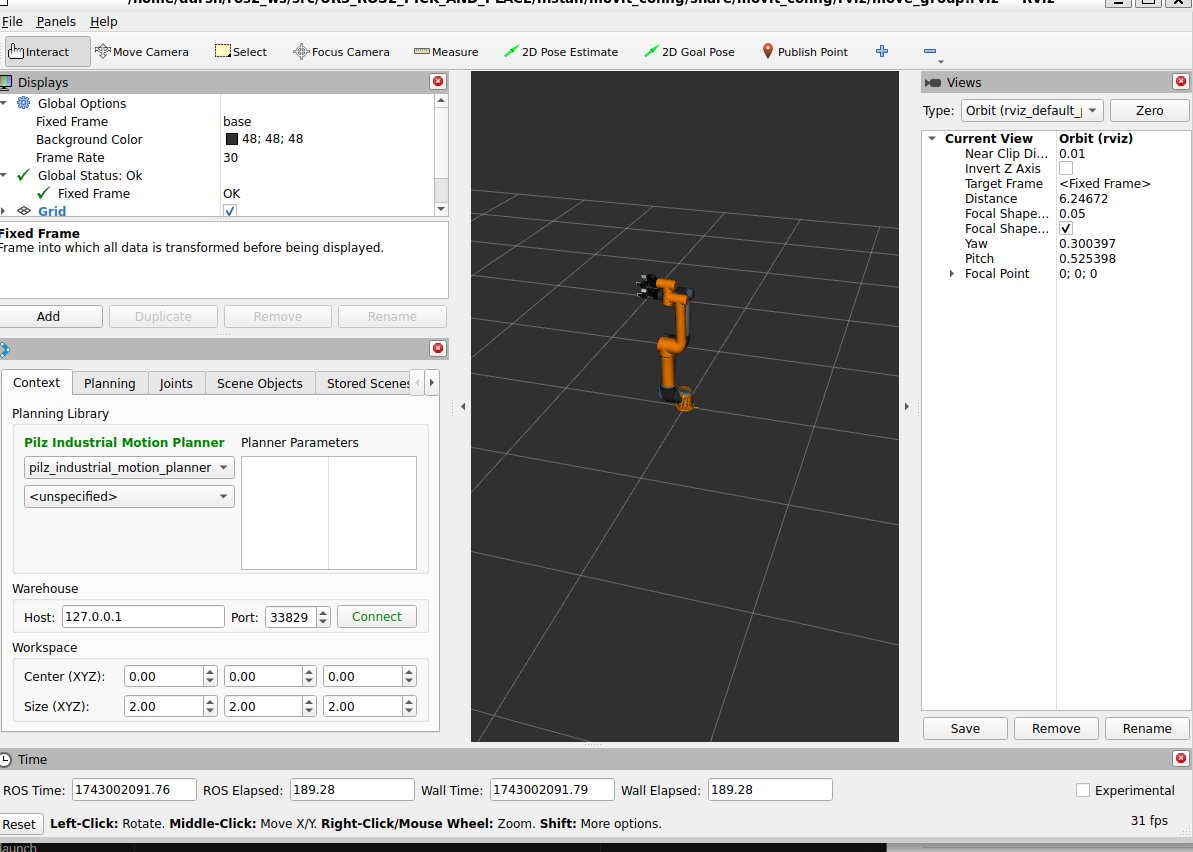 /home/darsh/ros2_ws/src/UR5_ROS2_PICK_AND_PLACE/install/movit_config/share/movit_config/rviz/move_group.rviz* - RViz
File Panels Help
Interact Move Camera Select Focus Camera Measure 2D Pose Estimate 2D Goal Pose Publish Point
Displays
Global Options
Fixed Frame base
Background Color 48; 48; 48
Frame Rate 30
Global Status: Ok
Fixed Frame OK
Grid
Fixed Frame
Frame into which all data is transformed before being displayed.
Add Duplicate Remove Rename
Context Planning Joints Scene Objects Stored Scenes
Planning Library
Pilz Industrial Motion Planner Planner Parameters
pilz_industrial_motion_planner
<unspecified>
Warehouse
Host: 127.0.0.1 Port: 33829 Connect
Workspace
Center (XYZ): 0.00 0.00 0.00
Size (XYZ): 2.00 2.00 2.00
Views
Type: Orbit (rviz_default_ Zero
Current View Orbit (rviz)
Near Clip Di... 0.01
Invert Z Axis
Target Frame <Fixed Frame>
Distance 6.24672
Focal Shape... 0.05
Focal Shape...
Yaw 0.300397
Pitch 0.525398
Focal Point 0; 0; 0
Save Remove Rename
Time
ROS Time: 1743002091.76 ROS Elapsed: 189.28 Wall Time: 1743002091.79 Wall Elapsed: 189.28 Experimental
Reset Left-Click: Rotate. Middle-Click: Move X/Y. Right-Click/Mouse Wheel: Zoom. Shift: More options. 31 fps
launch